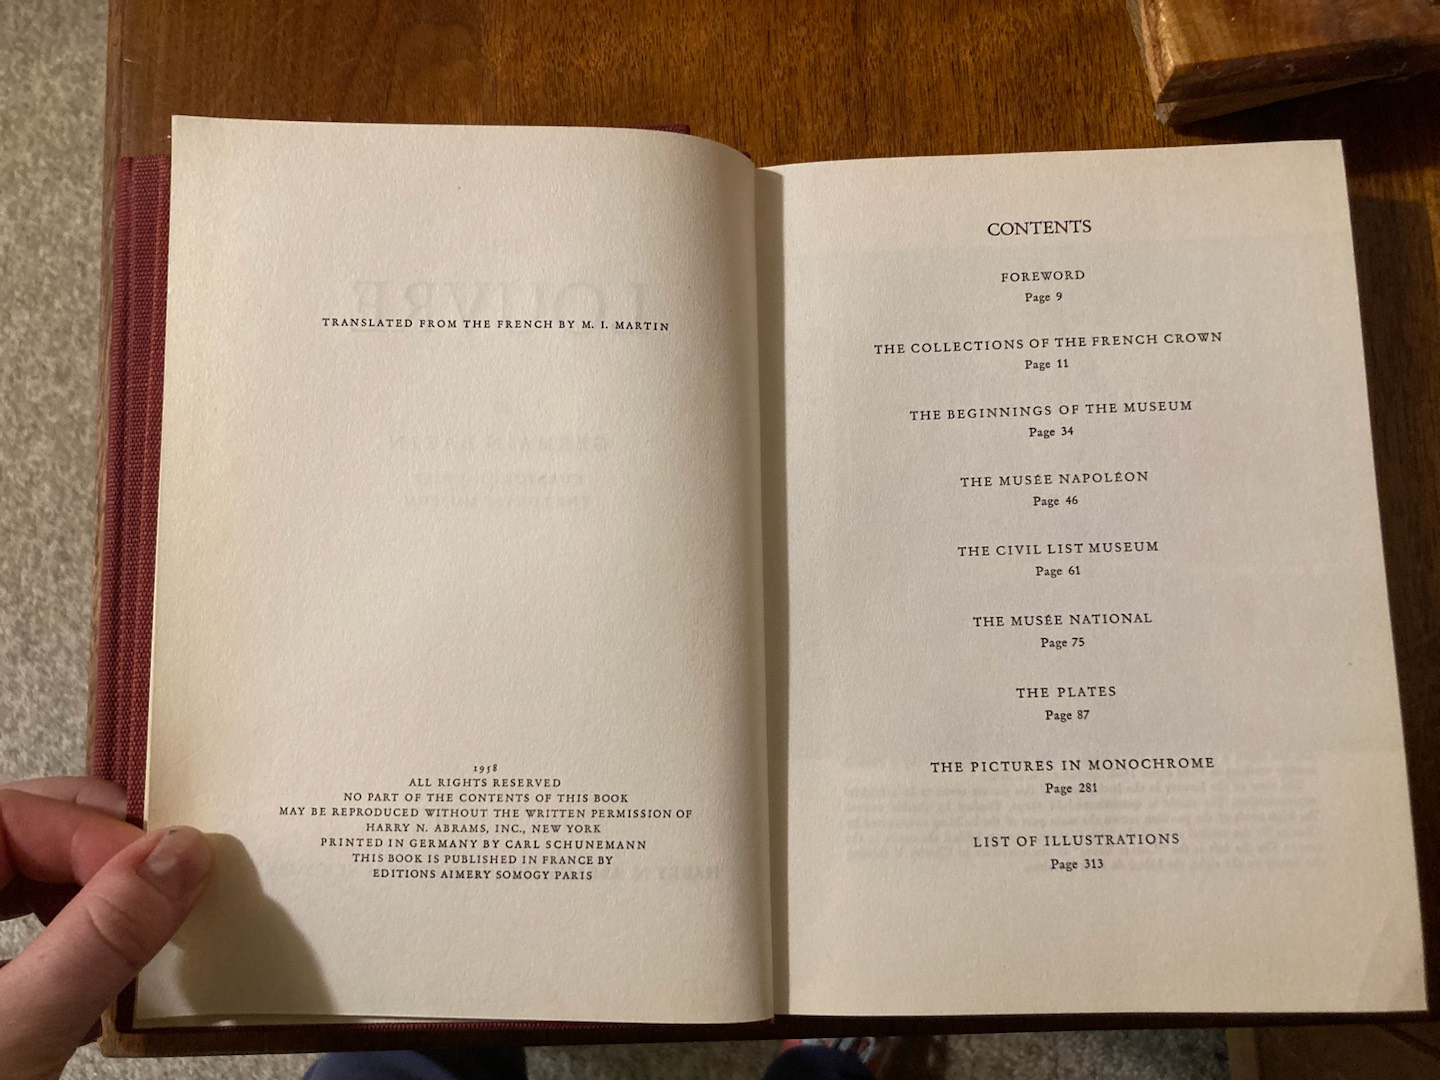 TRANSLATED FROM THE FRENCH BY M. I. MARTIN
1958
ALL RIGHTS RESERVED
NO PART OF THE CONTENTS OF THIS BOOK
MAY BE REPRODUCED WITHOUT THE WRITTEN PERMISSION OF
HARRY N. ABRAMS, INC., NEW YORK
PRINTED IN GERMANY BY CARL SCHUNEMANN
THIS BOOK IS PUBLISHED IN FRANCE BY
EDITIONS AIMERY SOMOGY PARIS
CONTENTS
FOREWORD
Page 9
THE COLLECTIONS OF THE FRENCH CROWN
Page 11
THE BEGINNINGS OF THE MUSEUM
Page 34
THE MUSÉE NAPOLÉON
Page 46
THE CIVIL LIST MUSEUM
Page 61
THE MUSÉE NATIONAL
Page 75
THE PLATES
Page 87
THE PICTURES IN MONOCHROME
Page 281
LIST OF ILLUSTRATIONS
Page 313